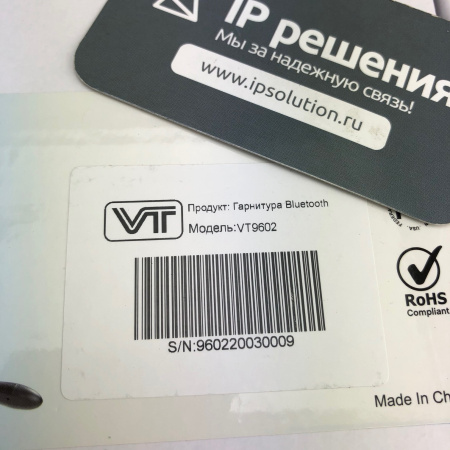 IP решения
Мы за надежную связь!
www.ipsolution.ru
VT
Продукт: Гарнитура Bluetooth
Модель:VT9602
S/N:960220030009
RoHS
Compliant
Made In Ch